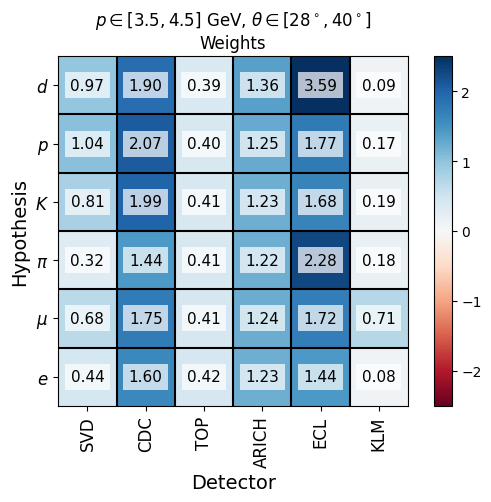 p ∈ [3.5, 4.5] GeV, θ ∈ [28°, 40°]
Weights
Hypothesis
d 0.97 1.90 0.39 1.36 3.59 0.09
p 1.04 2.07 0.40 1.25 1.77 0.17
K 0.81 1.99 0.41 1.23 1.68 0.19
π 0.32 1.44 0.41 1.22 2.28 0.18
μ 0.68 1.75 0.41 1.24 1.72 0.71
e 0.44 1.60 0.42 1.23 1.44 0.08
SVD CDC TOP ARICH ECL KLM
Detector
2
1
0
−1
−2